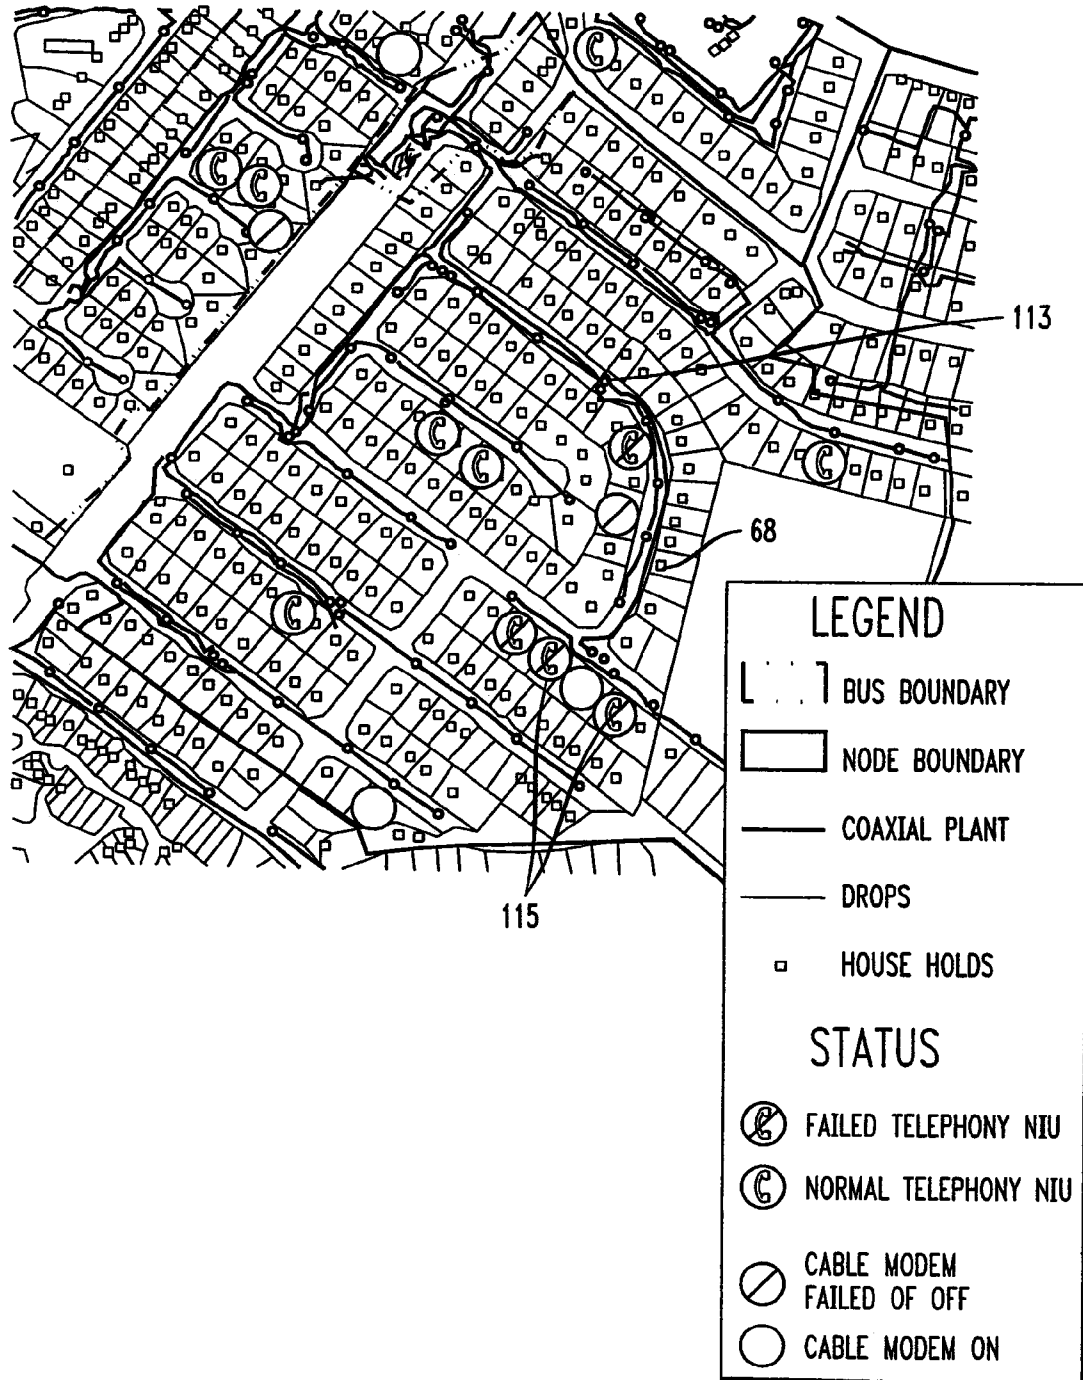 113
68
115
LEGEND
BUS BOUNDARY
NODE BOUNDARY
COAXIAL PLANT
DROPS
HOUSE HOLDS
STATUS
FAILED TELEPHONY NIU
NORMAL TELEPHONY NIU
CABLE MODEM
FAILED OF OFF
CABLE MODEM ON